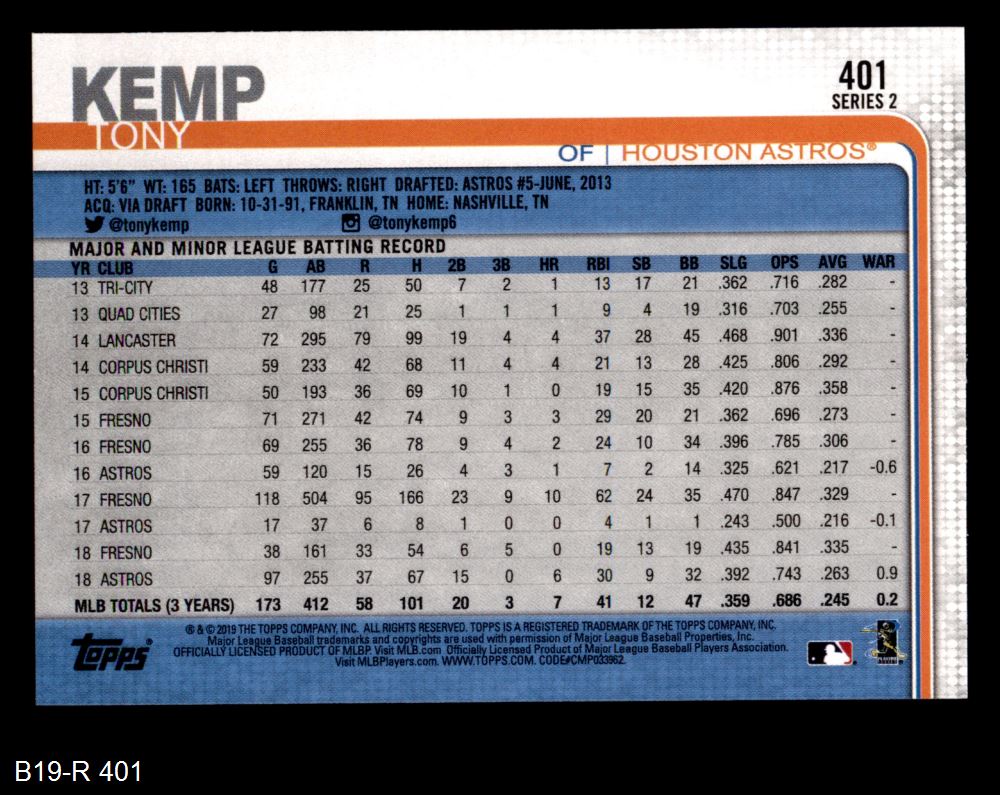 KEMP
TONY
401
SERIES 2
OF | HOUSTON ASTROS®
HT: 5'6" WT: 165 BATS: LEFT THROWS: RIGHT DRAFTED: ASTROS #5-JUNE, 2013
ACQ: VIA DRAFT BORN: 10-31-91, FRANKLIN, TN HOME: NASHVILLE, TN
@tonykemp @tonykemp6
MAJOR AND MINOR LEAGUE BATTING RECORD
YR CLUB G AB R H 2B 3B HR RBI SB BB SLG OPS AVG WAR
13 TRI-CITY 48 177 25 50 7 2 1 13 17 21 .362 .716 .282 -
13 QUAD CITIES 27 98 21 25 1 1 1 9 4 19 .316 .703 .255 -
14 LANCASTER 72 295 79 99 19 4 4 37 28 45 .468 .901 .336 -
14 CORPUS CHRISTI 59 233 42 68 11 4 4 21 13 28 .425 .806 .292 -
15 CORPUS CHRISTI 50 193 36 69 10 1 0 19 15 35 .420 .876 .358 -
15 FRESNO 71 271 42 74 9 3 3 29 20 21 .362 .696 .273 -
16 FRESNO 69 255 36 78 9 4 2 24 10 34 .396 .785 .306 -
16 ASTROS 59 120 15 26 4 3 1 7 2 14 .325 .621 .217 -0.6
17 FRESNO 118 504 95 166 23 9 10 62 24 35 .470 .847 .329 -
17 ASTROS 17 37 6 8 1 0 0 4 1 1 .243 .500 .216 -0.1
18 FRESNO 38 161 33 54 6 5 0 19 13 19 .435 .841 .335 -
18 ASTROS 97 255 37 67 15 0 6 30 9 32 .392 .743 .263 0.9
MLB TOTALS (3 YEARS) 173 412 58 101 20 3 7 41 12 47 .359 .686 .245 0.2
® & © 2019 THE TOPPS COMPANY, INC. ALL RIGHTS RESERVED. TOPPS IS A REGISTERED TRADEMARK OF THE TOPPS COMPANY, INC.
Major League Baseball trademarks and copyrights are used with permission of Major League Baseball Properties, Inc.
OFFICIALLY LICENSED PRODUCT OF MLBP. Visit MLB.com Officially Licensed Product of Major League Baseball Players Association.
Visit MLBPlayers.com. WWW.TOPPS.COM. CODE#CMP033962.
Topps®
B19-R 401